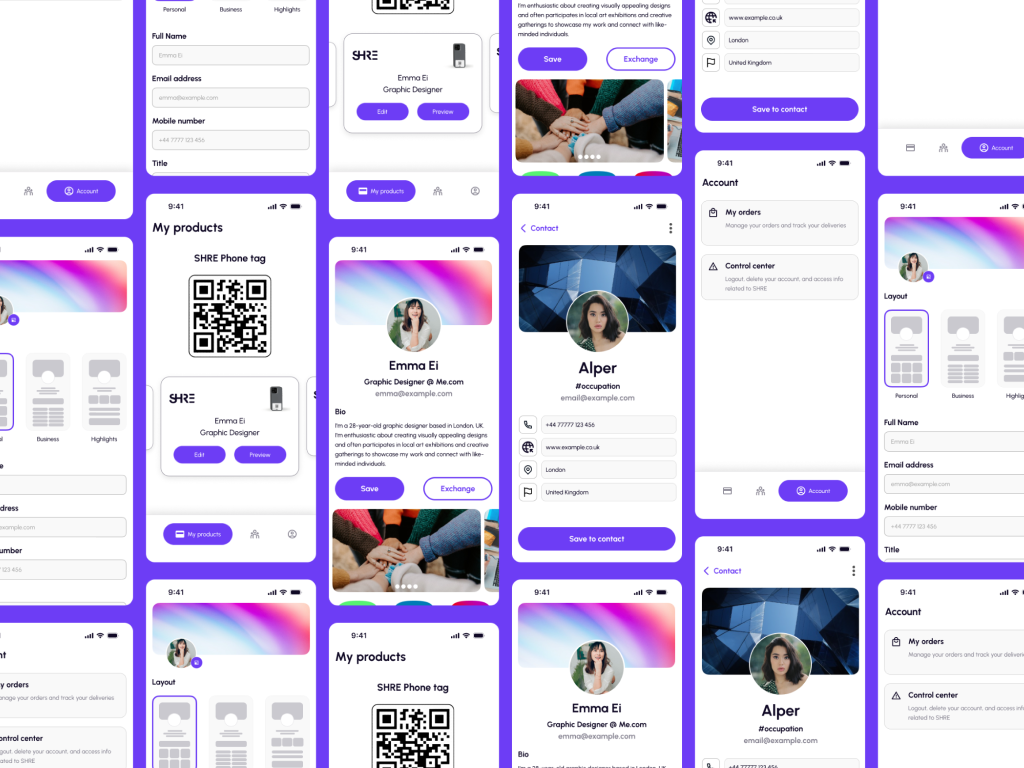 Account
9:41
Layout
Business
Highlights
emma@example.com
9:41
My orders
Manage your orders and track your deliveries
Control center
Logout, delete your account, and access info
related to SHRE
Personal
Business
Highlights
Full Name
Emma Ei
Email address
emma@example.com
Mobile number
+44 7777 123 456
Title
9:41
My products
SHRE Phone tag
SHRE
Emma Ei
Graphic Designer
Edit
Preview
My products
9:41
Layout
SHRE
Emma Ei
Graphic Designer
Edit
Preview
My products
9:41
Emma Ei
Graphic Designer @ Me.com
emma@example.com
Bio
I'm a 28-year-old graphic designer based in London, UK
I'm enthusiastic about creating visually appealing designs
and often participates in local art exhibitions and creative
gatherings to showcase my work and connect with like-
minded individuals.
Save
Exchange
9:41
My products
SHRE Phone tag
I'm enthusiastic about creating visually appealing designs
and often participates in local art exhibitions and creative
gatherings to showcase my work and connect with like-
minded individuals.
Save
Exchange
9:41
Contact
Alper
#occupation
email@example.com
+44 77777 123 456
www.example.co.uk
London
United Kingdom
Save to contact
9:41
Emma Ei
Graphic Designer @ Me.com
emma@example.com
Bio
www.example.co.uk
London
United Kingdom
Save to contact
9:41
Account
My orders
Manage your orders and track your deliveries
Control center
Logout, delete your account, and access info
related to SHRE
Account
9:41
Contact
Alper
#occupation
email@example.com
+44 77777 123 456
Account
9:41
Layout
Personal
Business
Full Name
Emma Ei
Email address
emma@example.com
Mobile number
+44 7777 123 456
Title
9:41
Account
My orders
Manage your orders and track your deliveries
Control center
Logout, delete your account, and access info
related to SHRE